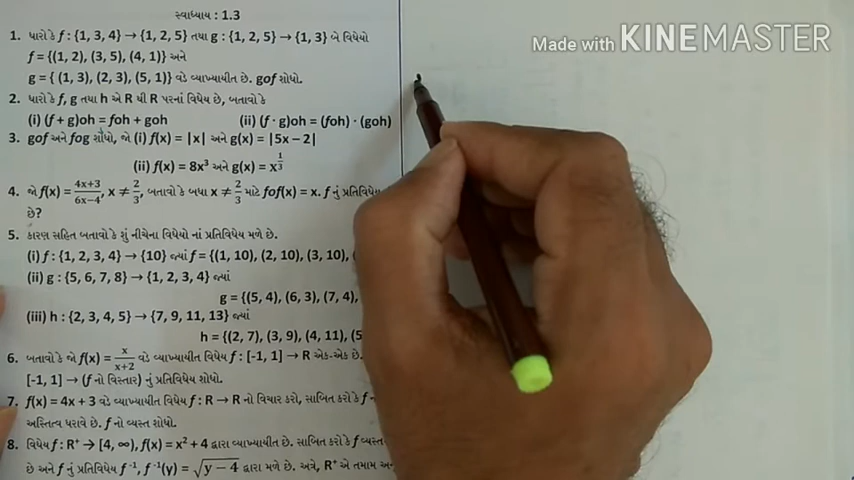 સ્વાધ્યાય : 1.3
1. ધારો કે f : {1, 3, 4} → {1, 2, 5} તથા g : {1, 2, 5} → {1, 3} બે વિધેયો
f = {(1, 2), (3, 5), (4, 1)} અને
g = { (1, 3), (2, 3), (5, 1)} વડે વ્યાખ્યાયીત છે. gof શોધો.
2. ધારો કે f, g તથા h એ R થી R પરનાં વિધેય છે, બતાવો કે
(i) (f + g)oh = foh + goh (ii) (f · g)oh = (foh) · (goh)
3. gof અને fog શોધો, જો (i) f(x) = |x| અને g(x) = |5x – 2|
(ii) f(x) = 8x³ અને g(x) = x^{1/3}
4. જો f(x) = \frac{4x+3}{6x–4}, x ≠ \frac{2}{3}, બતાવો કે બધા x ≠ \frac{2}{3} માટે fof(x) = x. f નું પ્રતિવિધેય
છે?
5. કારણ સહિત બતાવો કે શું નીચેના વિધેયો નાં પ્રતિવિધેય મળે છે.
(i) f : {1, 2, 3, 4} → {10} જ્યાં f = {(1, 10), (2, 10), (3, 10),
(ii) g : {5, 6, 7, 8} → {1, 2, 3, 4} જ્યાં
g = {(5, 4), (6, 3), (7, 4),
(iii) h : {2, 3, 4, 5} → {7, 9, 11, 13} જ્યાં
h = {(2, 7), (3, 9), (4, 11), (5
6. બતાવો કે જો f(x) = \frac{x}{x+2} વડે વ્યાખ્યાયીત વિધેય f : [-1, 1] → R એક-એક છે.
[-1, 1] → (f નો વિસ્તાર) નું પ્રતિવિધેય શોધો.
7. f(x) = 4x + 3 વડે વ્યાખ્યાયીત વિધેય f : R → R નો વિચાર કરો, સાબિત કરો કે f
અસ્તિત્વ ધરાવે છે. f નો વ્યસ્ત શોધો.
8. વિધેય f : R⁺ → [4, ∞), f(x) = x² + 4 દ્વારા વ્યાખ્યાયીત છે. સાબિત કરો કે f વ્યસ્ત
છે અને f નું પ્રતિવિધેય f⁻¹, f⁻¹(y) = √(y – 4) દ્વારા મળે છે. અત્રે, R⁺ એ તમામ
Made with KINEMASTER